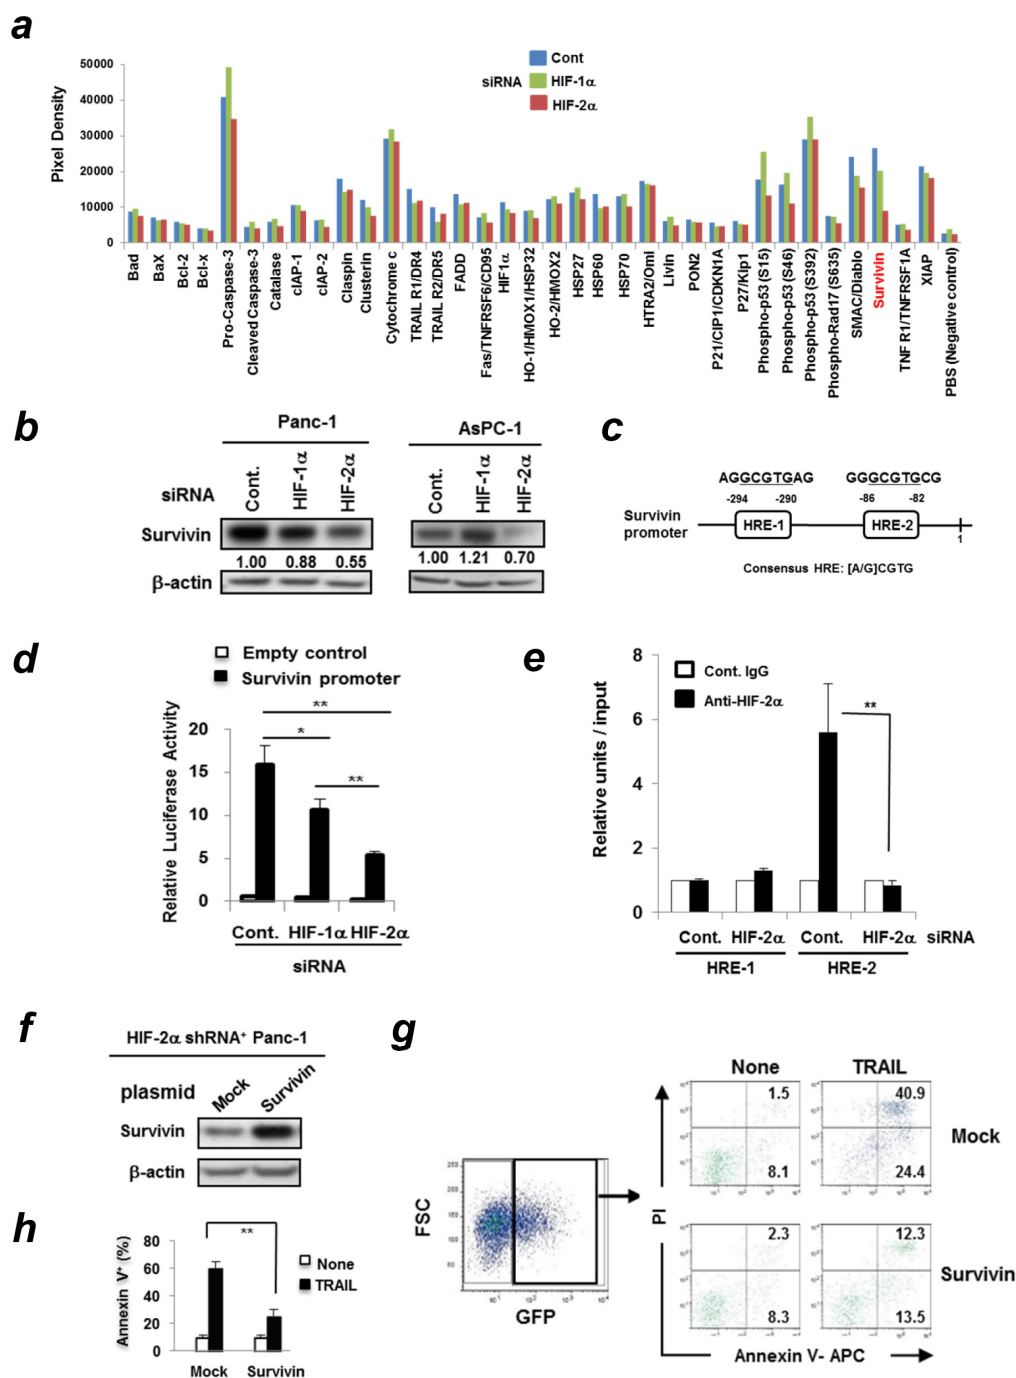 a
Cont
siRNA HIF-1α
HIF-2α
Pixel Density
50000
40000
30000
20000
10000
0
Bad
BaX
Bcl-2
Bcl-x
Pro-Caspase-3
Cleaved Caspase-3
Catalase
cIAP-1
cIAP-2
Claspin
Clusterin
Cytochrome c
TRAIL R1/DR4
TRAIL R2/DR5
FADD
Fas/TNFRSF6/CD95
HIF1α
HO-1/HMOX1/HSP32
HO-2/HMOX2
HSP27
HSP60
HSP70
HTRA2/Omi
Livin
PON2
P21/CIP1/CDKN1A
P27/Kip1
Phospho-p53 (S15)
Phospho-p53 (S46)
Phospho-p53 (S392)
Phospho-Rad17 (S635)
SMAC/Diablo
Survivin
TNF R1/TNFRSF1A
XIAP
PBS (Negative control)
b
Panc-1
AsPC-1
siRNA
Cont.
HIF-1α
HIF-2α
Cont.
HIF-1α
HIF-2α
Survivin
1.00 0.88 0.55
1.00 1.21 0.70
β-actin
c
AGGCGTGAG
GGGCGTGCG
-294 -290
-86 -82
Survivin promoter
HRE-1
HRE-2
1
Consensus HRE: [A/G]CGTG
d
Empty control
Survivin promoter
**
*
**
Relative Luciferase Activity
20
15
10
5
0
Cont. HIF-1α HIF-2α
siRNA
e
Cont. IgG
Anti-HIF-2α
**
Relative units / input
8
6
4
2
0
Cont. HIF-2α Cont. HIF-2α siRNA
HRE-1 HRE-2
f
HIF-2α shRNA⁺ Panc-1
plasmid
Mock
Survivin
Survivin
β-actin
g
None TRAIL
1.5
8.1
40.9
24.4
Mock
2.3
8.3
12.3
13.5
Survivin
FSC
GFP
PI
Annexin V- APC
h
Annexin V⁺ (%)
80
60
40
20
0
**
None
TRAIL
Mock Survivin